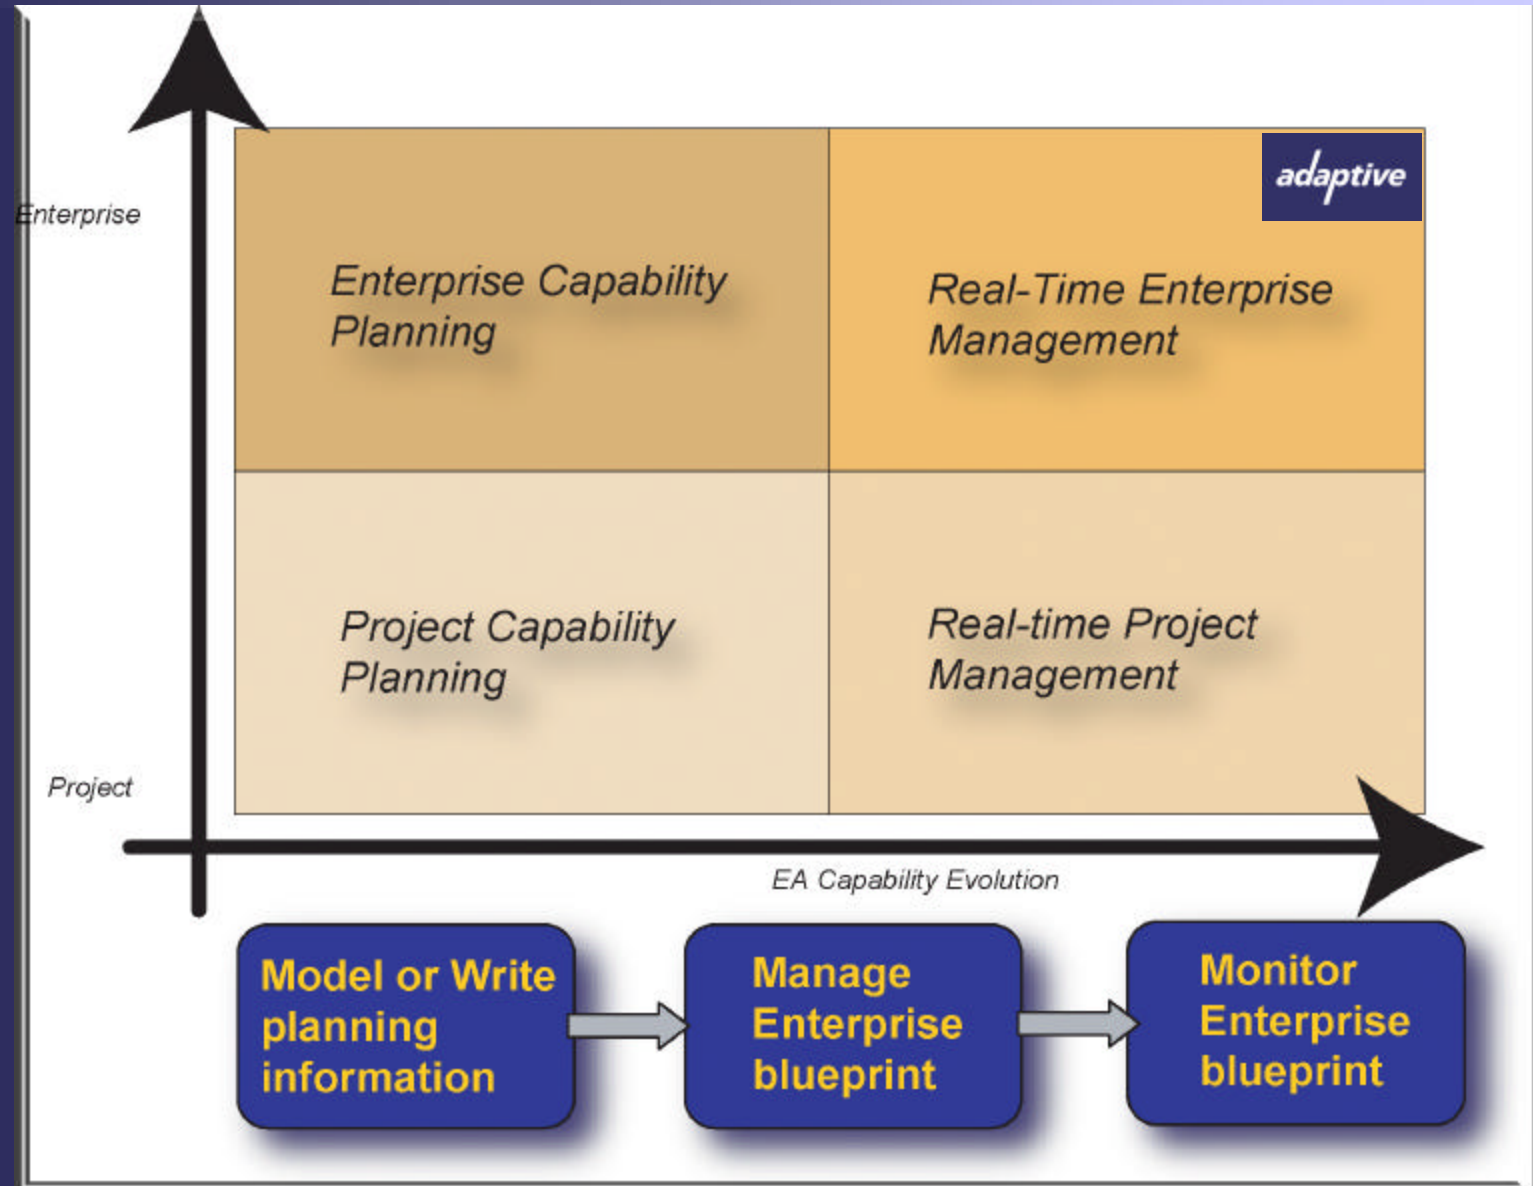 adaptive
Enterprise
Enterprise Capability
Planning
Real-Time Enterprise
Management
Project Capability
Planning
Real-time Project
Management
Project
EA Capability Evolution
Model or Write
planning
information
Manage
Enterprise
blueprint
Monitor
Enterprise
blueprint